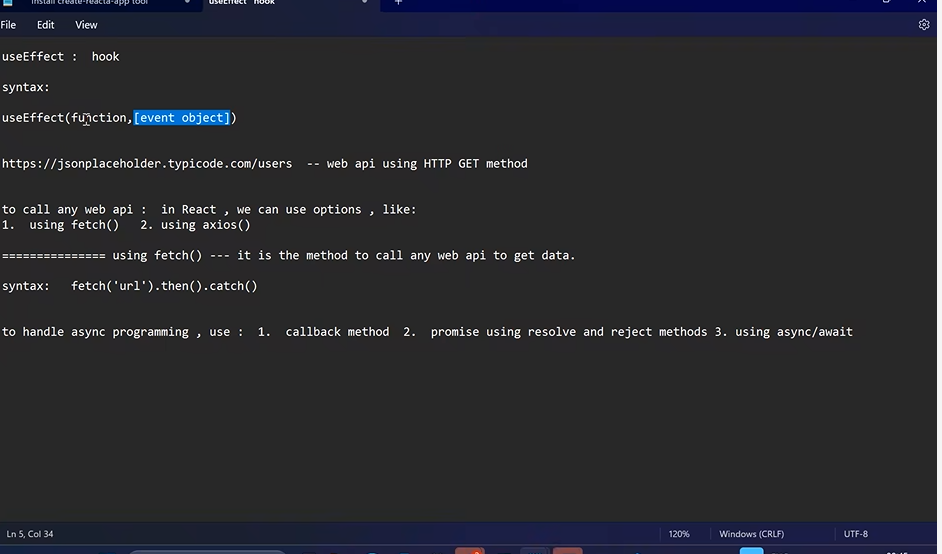 install create-reacta-app tool
useEffect hook
File Edit View
useEffect :  hook
syntax:
useEffect(function,[event object])
https://jsonplaceholder.typicode.com/users  -- web api using HTTP GET method
to call any web api :  in React , we can use options , like:
1.  using fetch()   2. using axios()
=============== using fetch() --- it is the method to call any web api to get data.
syntax:   fetch('url').then().catch()
to handle async programming , use :  1.  callback method  2.  promise using resolve and reject methods 3. using async/await
Ln 5, Col 34
120%
Windows (CRLF)
UTF-8